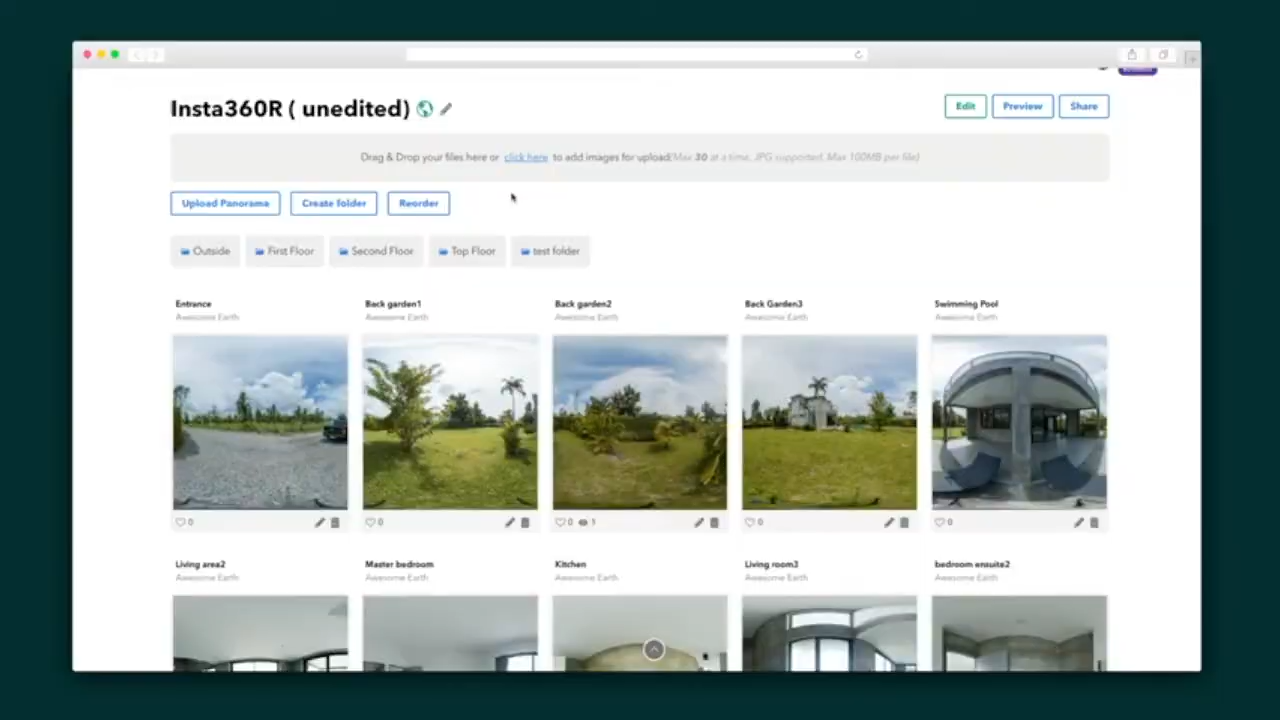 Insta360R ( unedited)
Edit
Preview
Share
Drag & Drop your files here or click here to add images for upload(Max 30 at a time, JPG supported, Max 100MB per file)
Upload Panorama
Create folder
Reorder
Outside
First Floor
Second Floor
Top Floor
test folder
Entrance
Awesome Earth
Back garden1
Awesome Earth
Back garden2
Awesome Earth
Back Garden3
Awesome Earth
Swimming Pool
Awesome Earth
0
0
0 1
0
0
Living area2
Awesome Earth
Master bedroom
Awesome Earth
Kitchen
Awesome Earth
Living room3
Awesome Earth
bedroom ensuite2
Awesome Earth